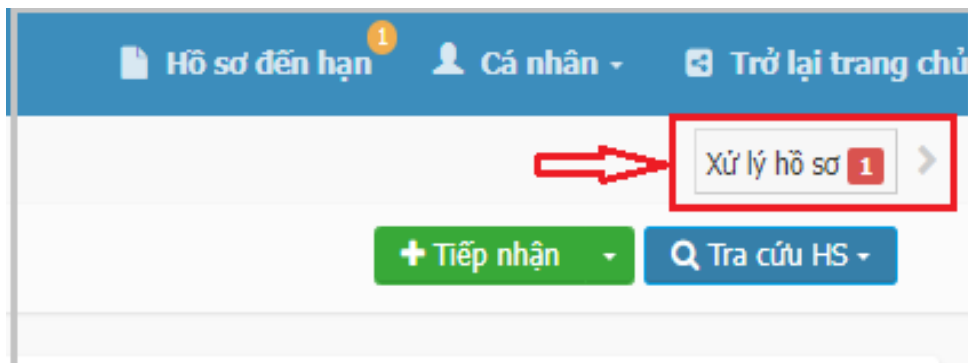 Hồ sơ đến hạn 1 Cá nhân Trở lại trang chủ
Xử lý hồ sơ 1
Tiếp nhận Tra cứu HS